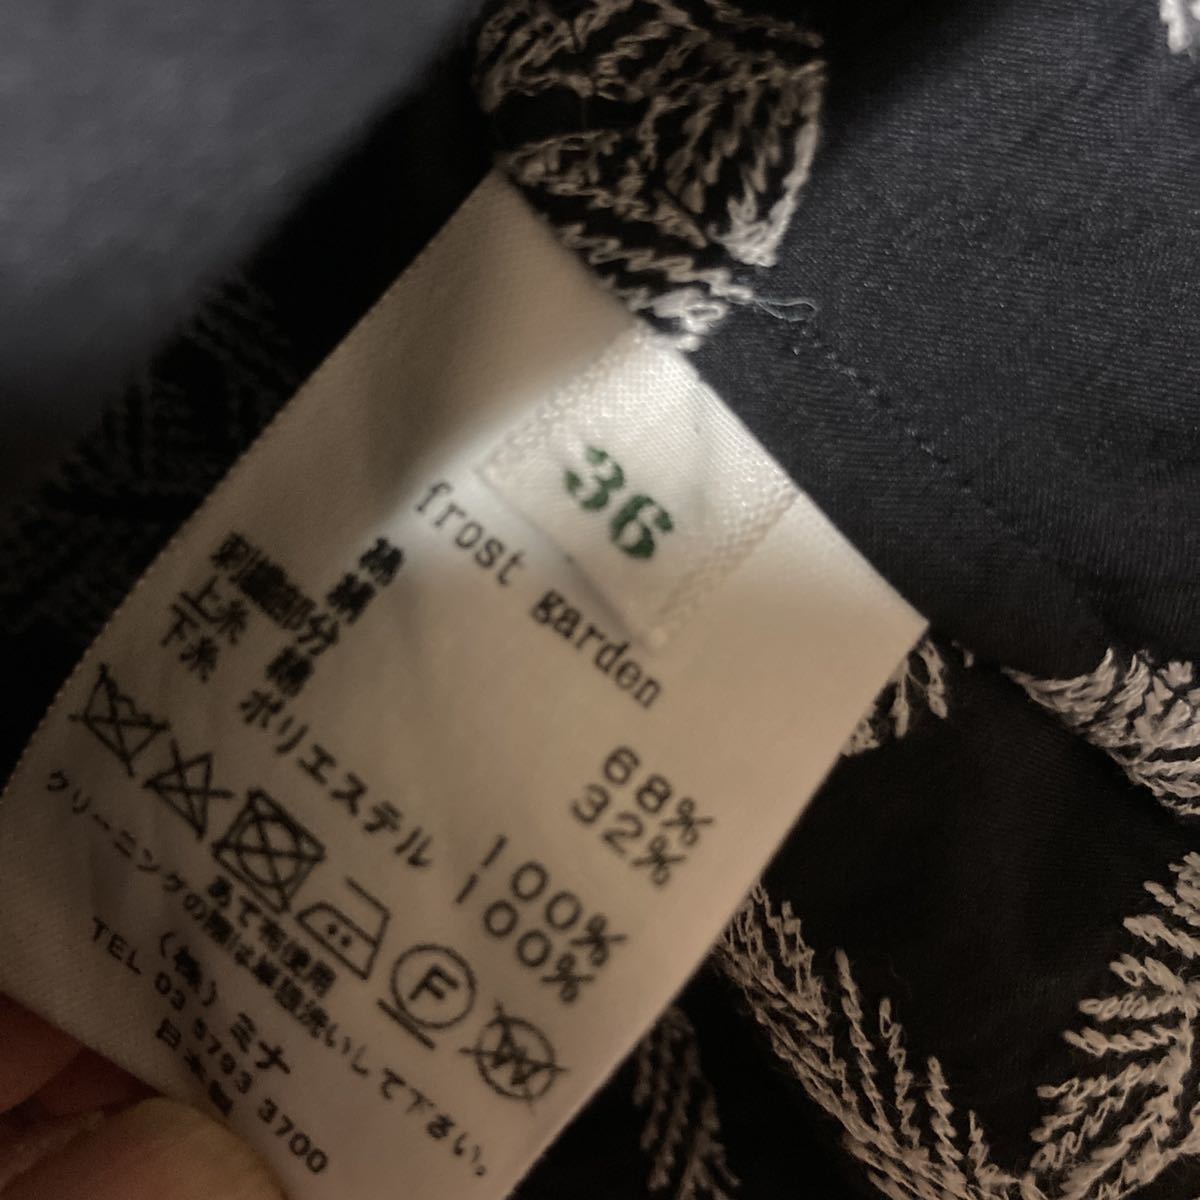 36
frost garden
綿 68%
絹 32%
刺繍部分
上糸 綿 100%
下糸 ポリエステル 100%
あて布使用
F
W
クリーニングの際は単独洗いして下さい。
(株)ミナ
TEL 03 5793 3700
日本製